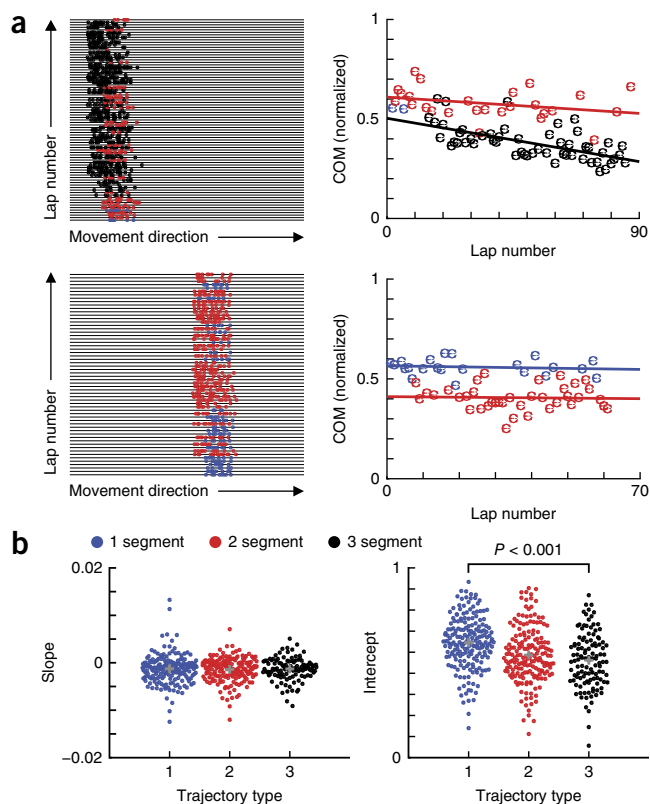 a
Lap number
Movement direction
COM (normalized)
1
0.5
0
0
90
Lap number
Lap number
Movement direction
COM (normalized)
1
0.5
0
0
70
Lap number
b
1 segment
2 segment
3 segment
Slope
0.02
0
−0.02
1
2
3
Trajectory type
P < 0.001
Intercept
1
0
1
2
3
Trajectory type